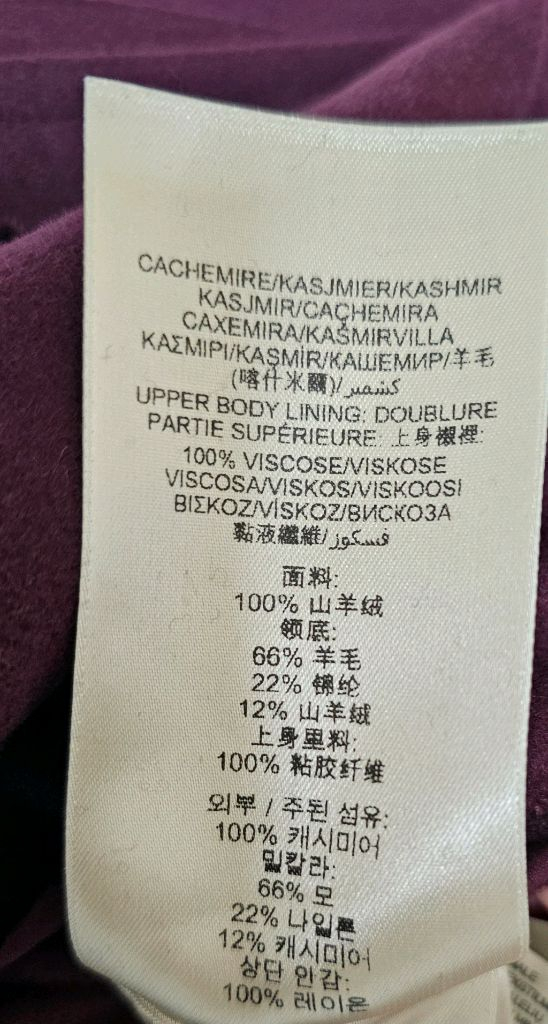 CACHEMIRE/KASJMIER/KASHMIR
KASJMIR/CAÇHEMIRA
CAXEMIRA/KAŠMIRVILLA
ΚΑΣΜΙΡΙ/KAŞMİR/КАШЕМИР/羊毛
(喀什米爾)/كشمير
UPPER BODY LINING: DOUBLURE
PARTIE SUPÉRIEURE: 上身襯裡:
100% VISCOSE/VISKOSE
VISCOSA/VISKOS/VISKOOSI
ΒΙΣΚΟΖ/VİSKOZ/ВИСКОЗА
黏液纖維/فسكوز
面料:
100% 山羊绒
领底:
66% 羊毛
22% 锦纶
12% 山羊绒
上身里料:
100% 粘胶纤维
외부 / 주된 섬유:
100% 캐시미어
밑칼라:
66% 모
22% 나일론
12% 캐시미어
상단 안감:
100% 레이온